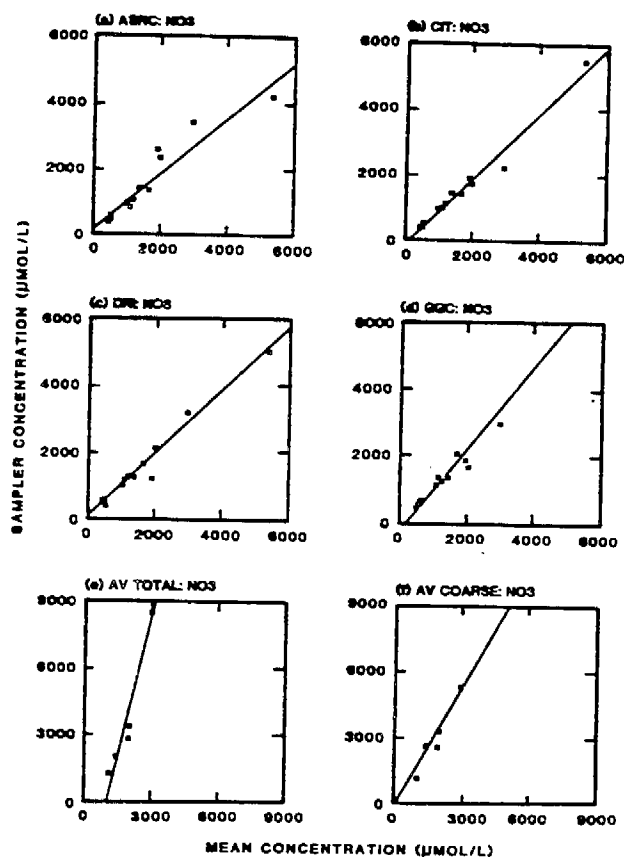 (a) ASRC: NO3
6000
4000
2000
0
0 2000 4000 6000
(b) CIT: NO3
6000
4000
2000
0
0 2000 4000 6000
(c) DRI: NO3
6000
4000
2000
0
0 2000 4000 6000
(d) GGC: NO3
6000
4000
2000
0
0 2000 4000 6000
(e) AV TOTAL: NO3
9000
6000
3000
0
0 3000 6000 9000
(f) AV COARSE: NO3
9000
6000
3000
0
0 3000 6000 9000
SAMPLER CONCENTRATION (µMOL/L)
MEAN CONCENTRATION (µMOL/L)